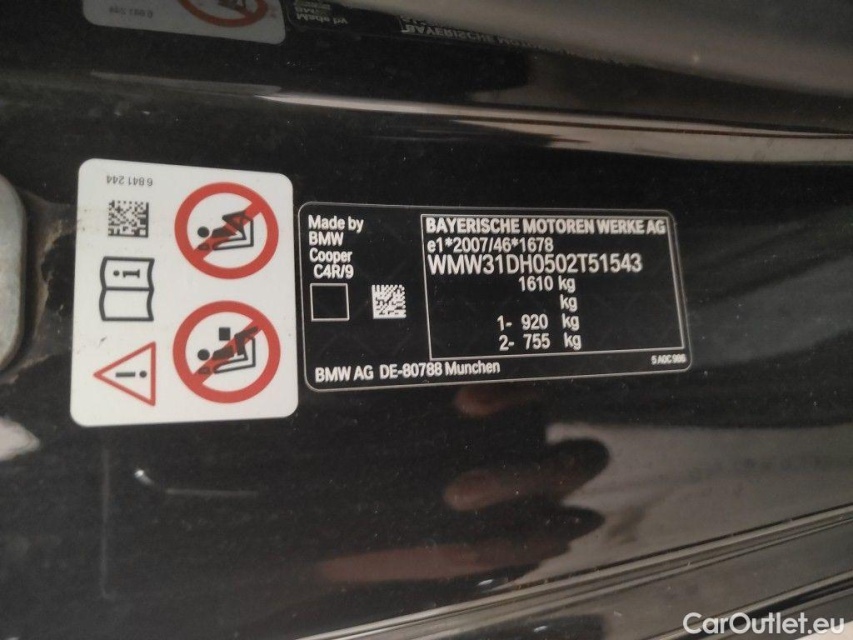 6 841 244
Made by
BMW
Cooper
C4R/9
BAYERISCHE MOTOREN WERKE AG
e1*2007/46*1678
WMW31DH0502T51543
1610 kg
kg
1- 920 kg
2- 755 kg
BMW AG DE-80788 Munchen
5 A0C 986
CarOutlet.eu